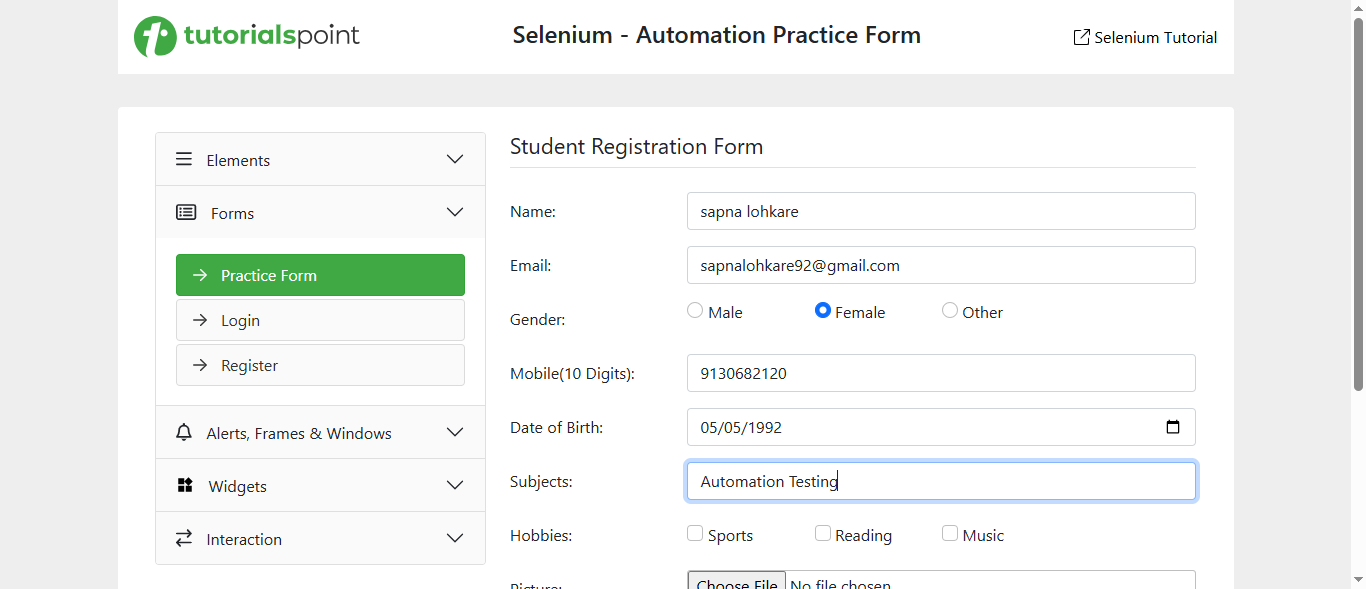 tutorialspoint
Selenium - Automation Practice Form
Selenium Tutorial
Elements
Forms
Practice Form
Login
Register
Alerts, Frames & Windows
Widgets
Interaction
Student Registration Form
Name: sapna lohkare
Email: sapnalohkare92@gmail.com
Gender: Male Female Other
Mobile(10 Digits): 9130682120
Date of Birth: 05/05/1992
Subjects: Automation Testing
Hobbies: Sports Reading Music
Picture: Choose File No file chosen